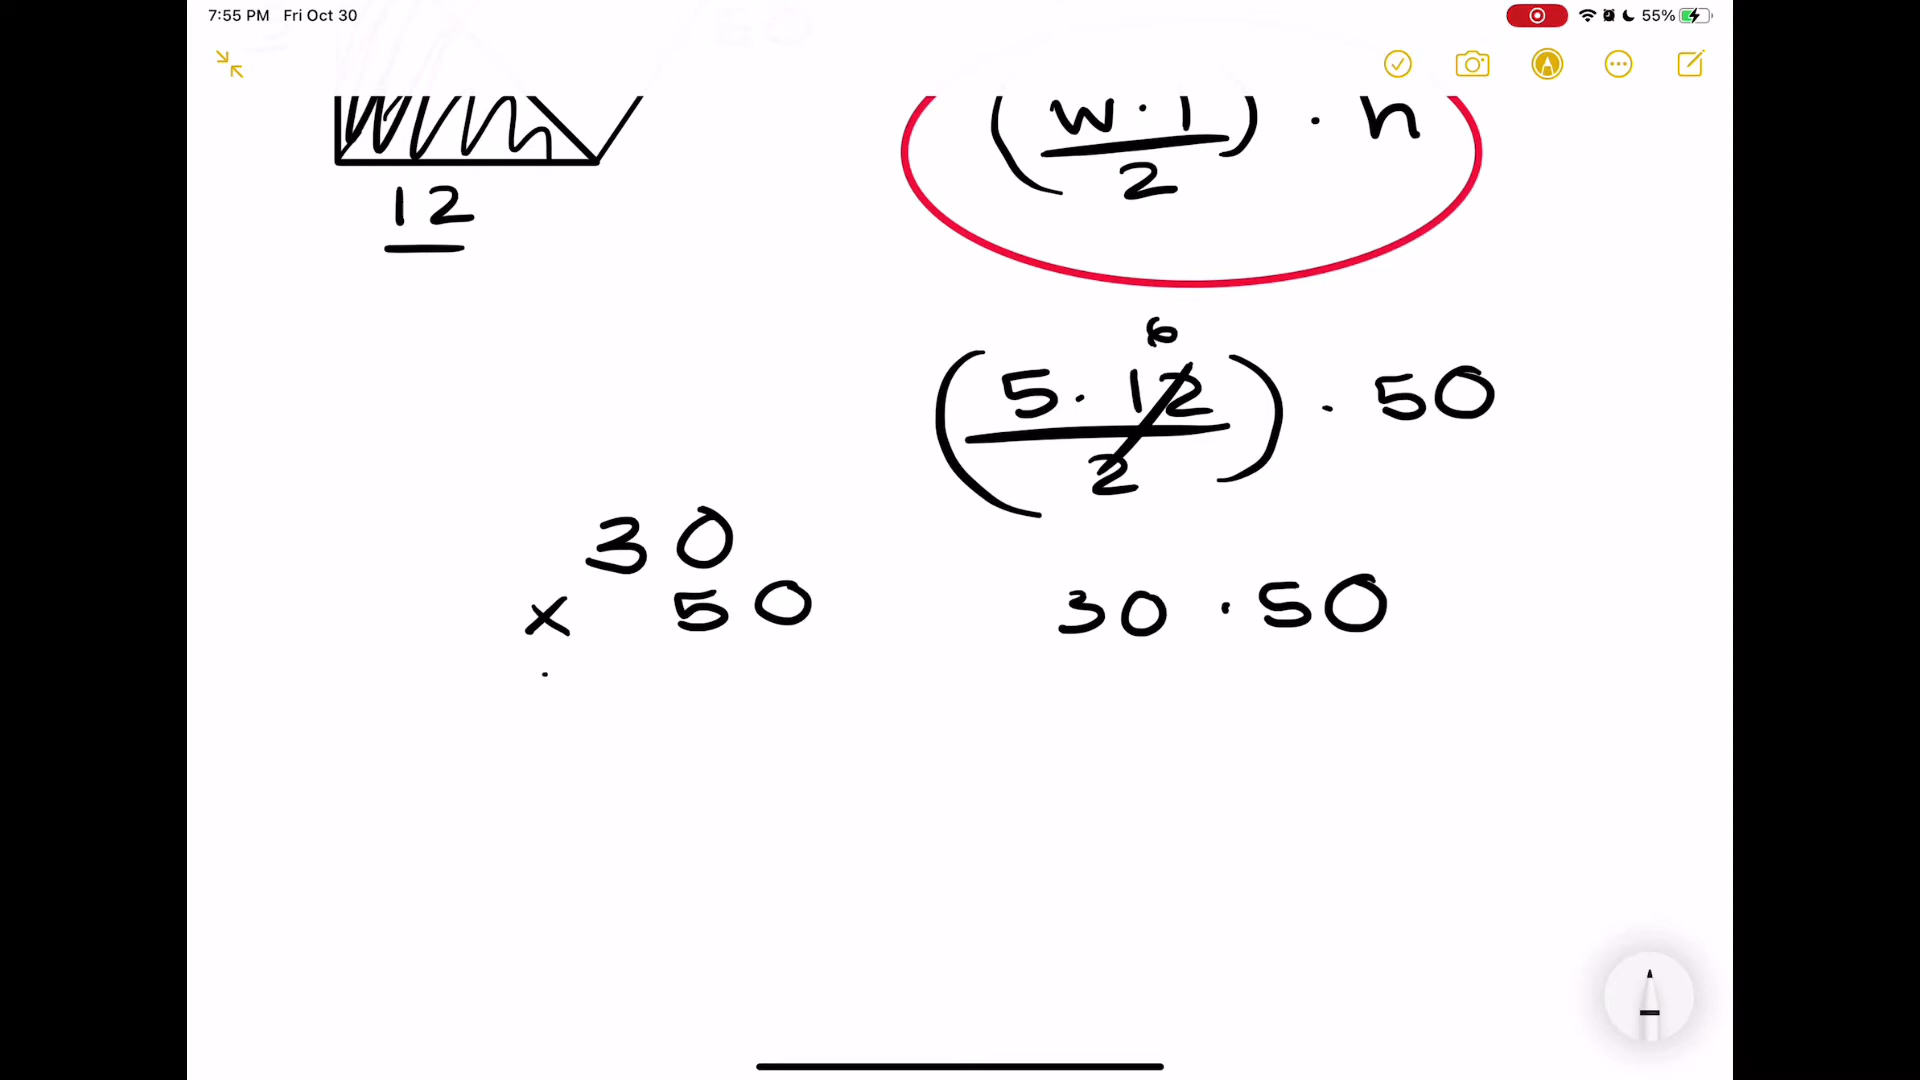 7:55 PM Fri Oct 30
55%
(w · l / 2) · h
12
6
(5 · 12 / 2) · 50
30
x 50
30 · 50